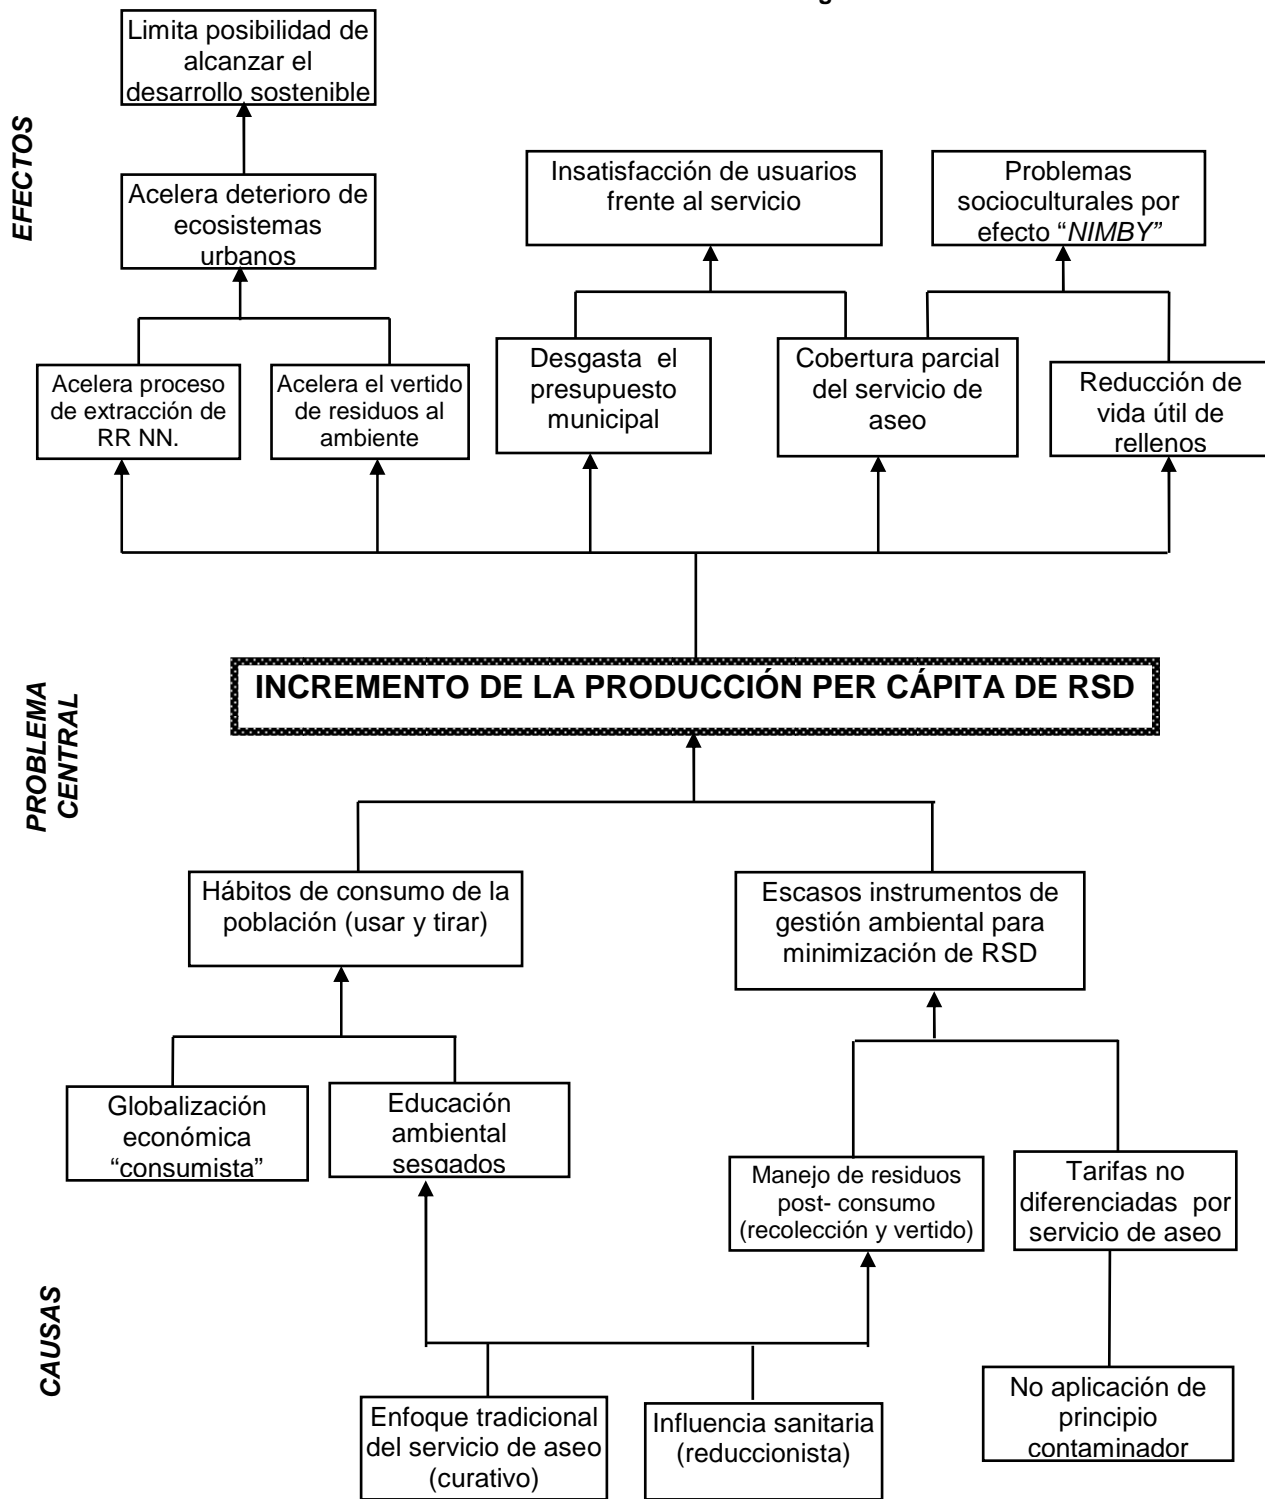 Limita posibilidad de
alcanzar el
desarrollo sostenible
EFECTOS
Acelera deterioro de
ecosistemas
urbanos
Insatisfacción de usuarios
frente al servicio
Problemas
socioculturales por
efecto “NIMBY”
Acelera proceso
de extracción de
RR NN.
Acelera el vertido
de residuos al
ambiente
Desgasta el
presupuesto
municipal
Cobertura parcial
del servicio de
aseo
Reducción de
vida útil de
rellenos
PROBLEMA
CENTRAL
INCREMENTO DE LA PRODUCCIÓN PER CÁPITA DE RSD
Hábitos de consumo de la
población (usar y tirar)
Escasos instrumentos de
gestión ambiental para
minimización de RSD
Globalización
económica
“consumista”
Educación
ambiental
sesgados
Manejo de residuos
post- consumo
(recolección y vertido)
Tarifas no
diferenciadas por
servicio de aseo
CAUSAS
Enfoque tradicional
del servicio de aseo
(curativo)
Influencia sanitaria
(reduccionista)
No aplicación de
principio
contaminador